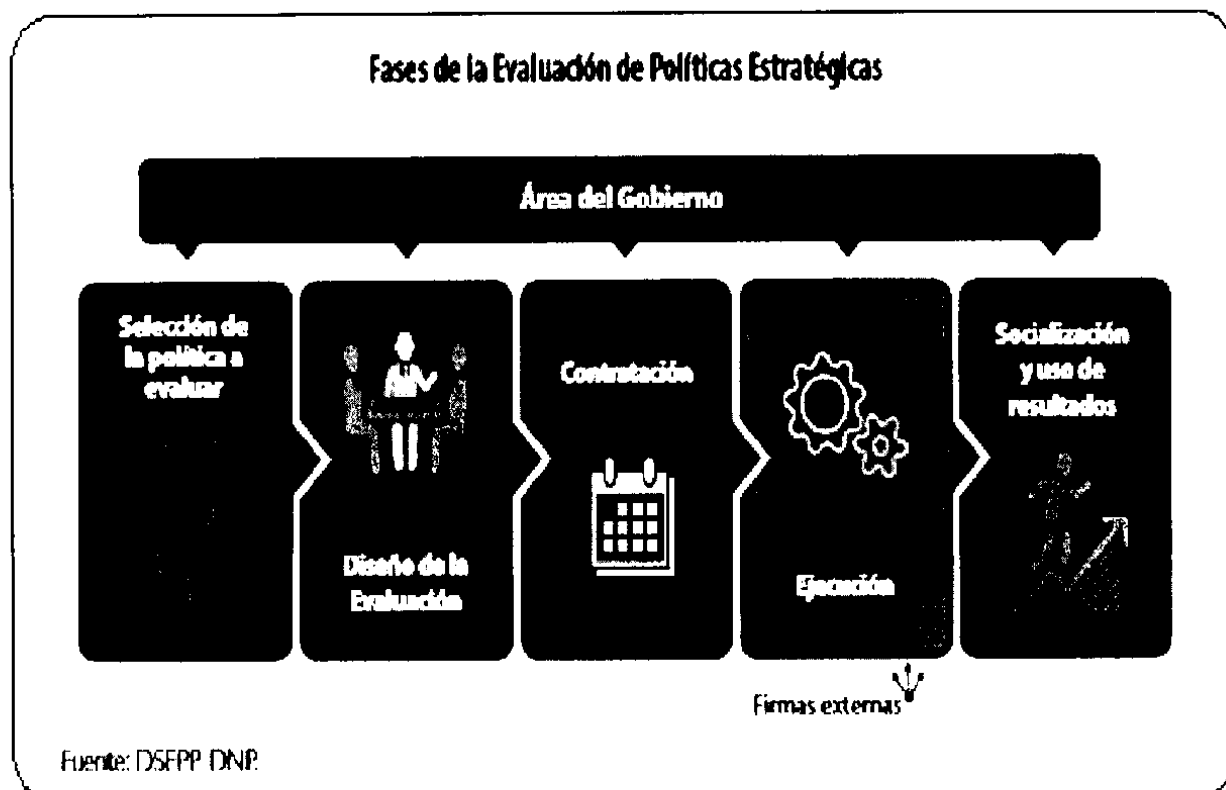 Fases de la Evaluación de Políticas Estratégicas
Área del Gobierno
Selección de
la política a
evaluar
Diseño de la
Evaluación
Contratación
Ejecución
Socialización
y uso de
resultados
Firmas externas
Fuente: DSEPP DNP.